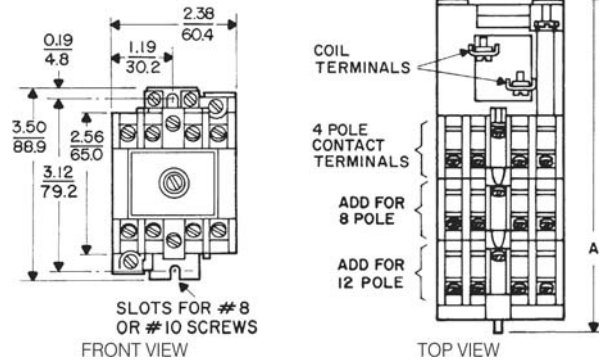 2.38
60.4
0.19
4.8
1.19
30.2
3.50
88.9
2.56
65.0
3.12
79.2
SLOTS FOR #8
OR #10 SCREWS
FRONT VIEW
COIL
TERMINALS
4 POLE
CONTACT
TERMINALS
ADD FOR
8 POLE
ADD FOR
12 POLE
A
TOP VIEW